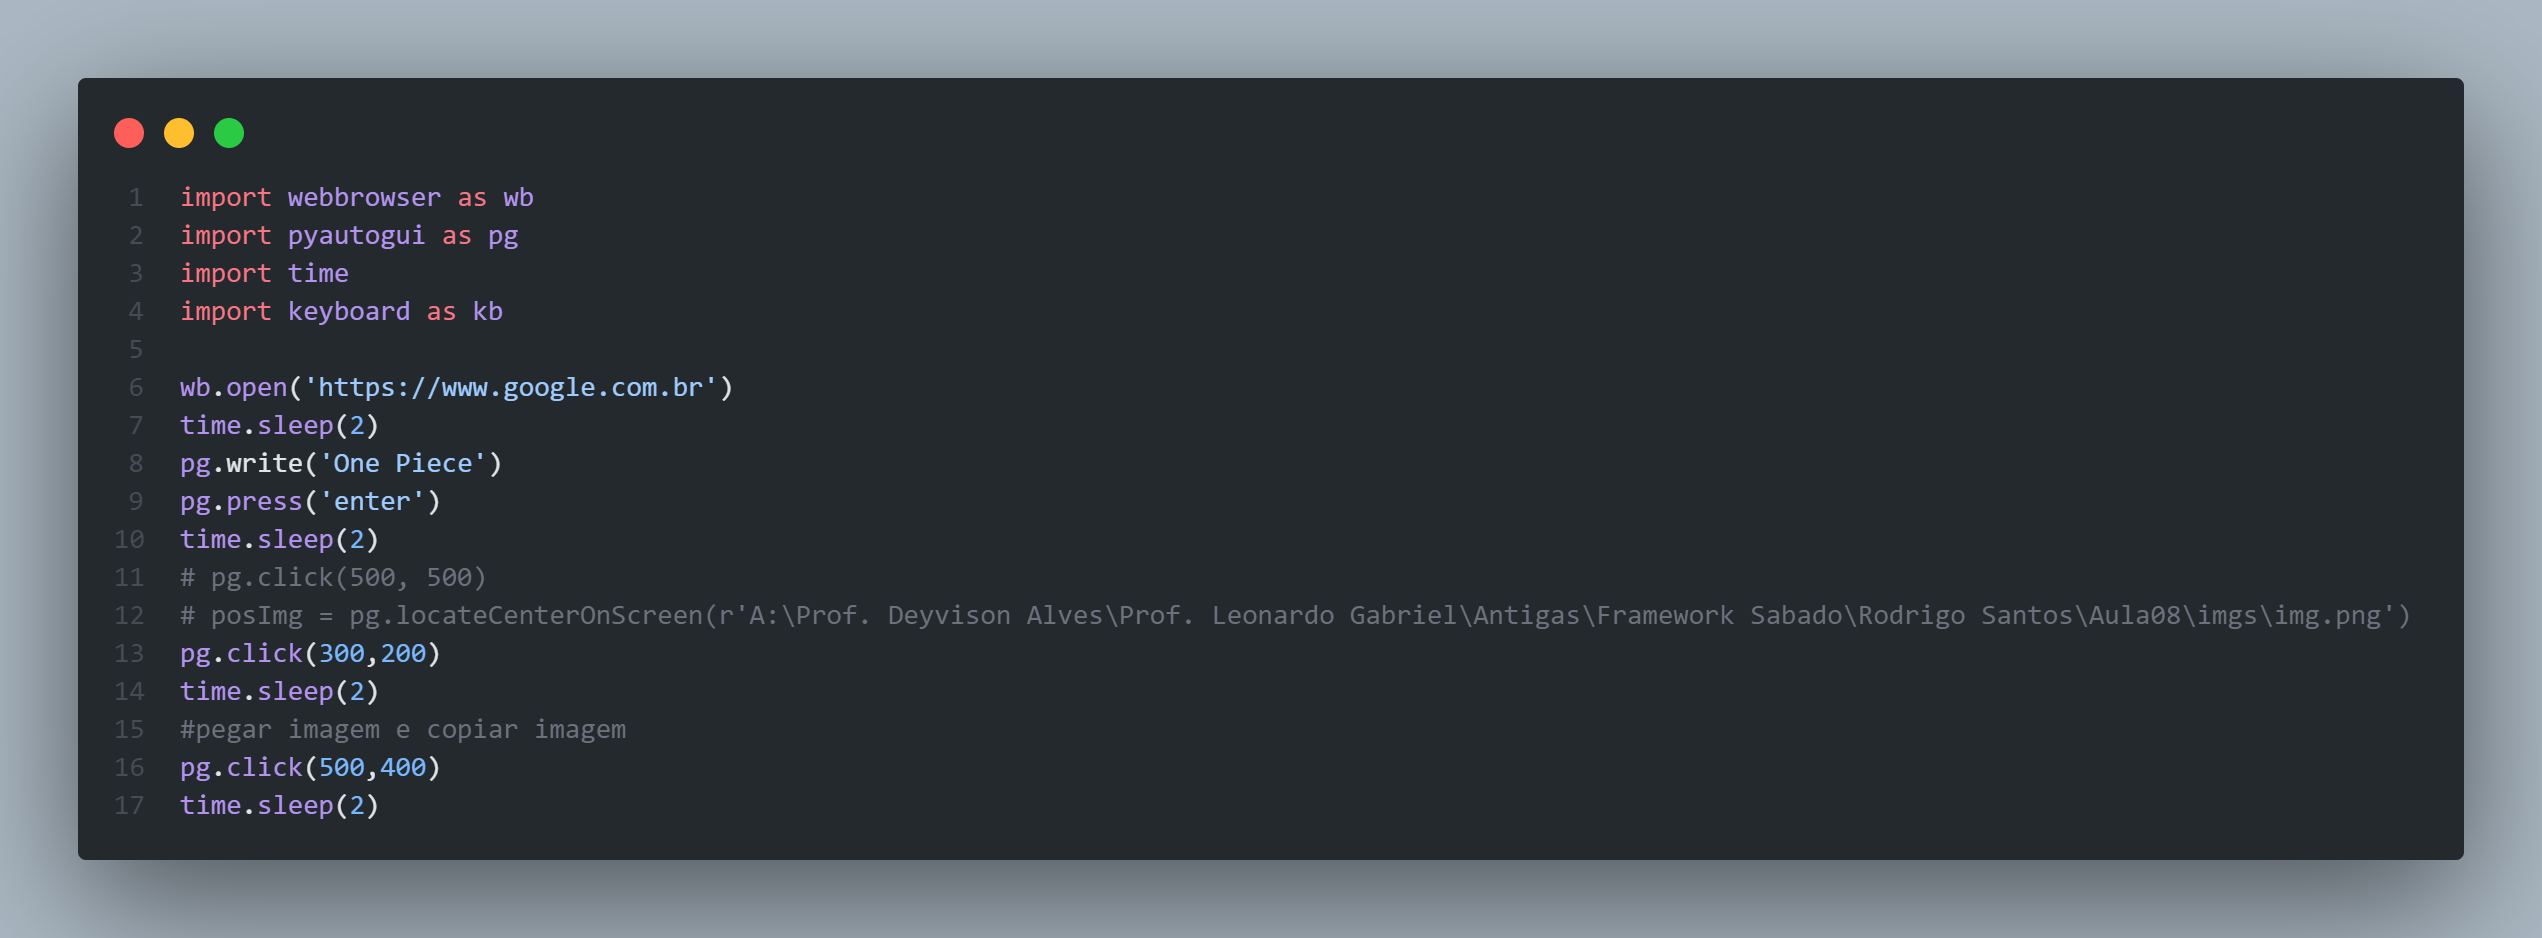 1 import webbrowser as wb
2 import pyautogui as pg
3 import time
4 import keyboard as kb
5
6 wb.open('https://www.google.com.br')
7 time.sleep(2)
8 pg.write('One Piece')
9 pg.press('enter')
10 time.sleep(2)
11 # pg.click(500, 500)
12 # posImg = pg.locateCenterOnScreen(r'A:\Prof. Deyvison Alves\Prof. Leonardo Gabriel\Antigas\Framework Sabado\Rodrigo Santos\Aula08\imgs\img.png')
13 pg.click(300,200)
14 time.sleep(2)
15 #pegar imagem e copiar imagem
16 pg.click(500,400)
17 time.sleep(2)